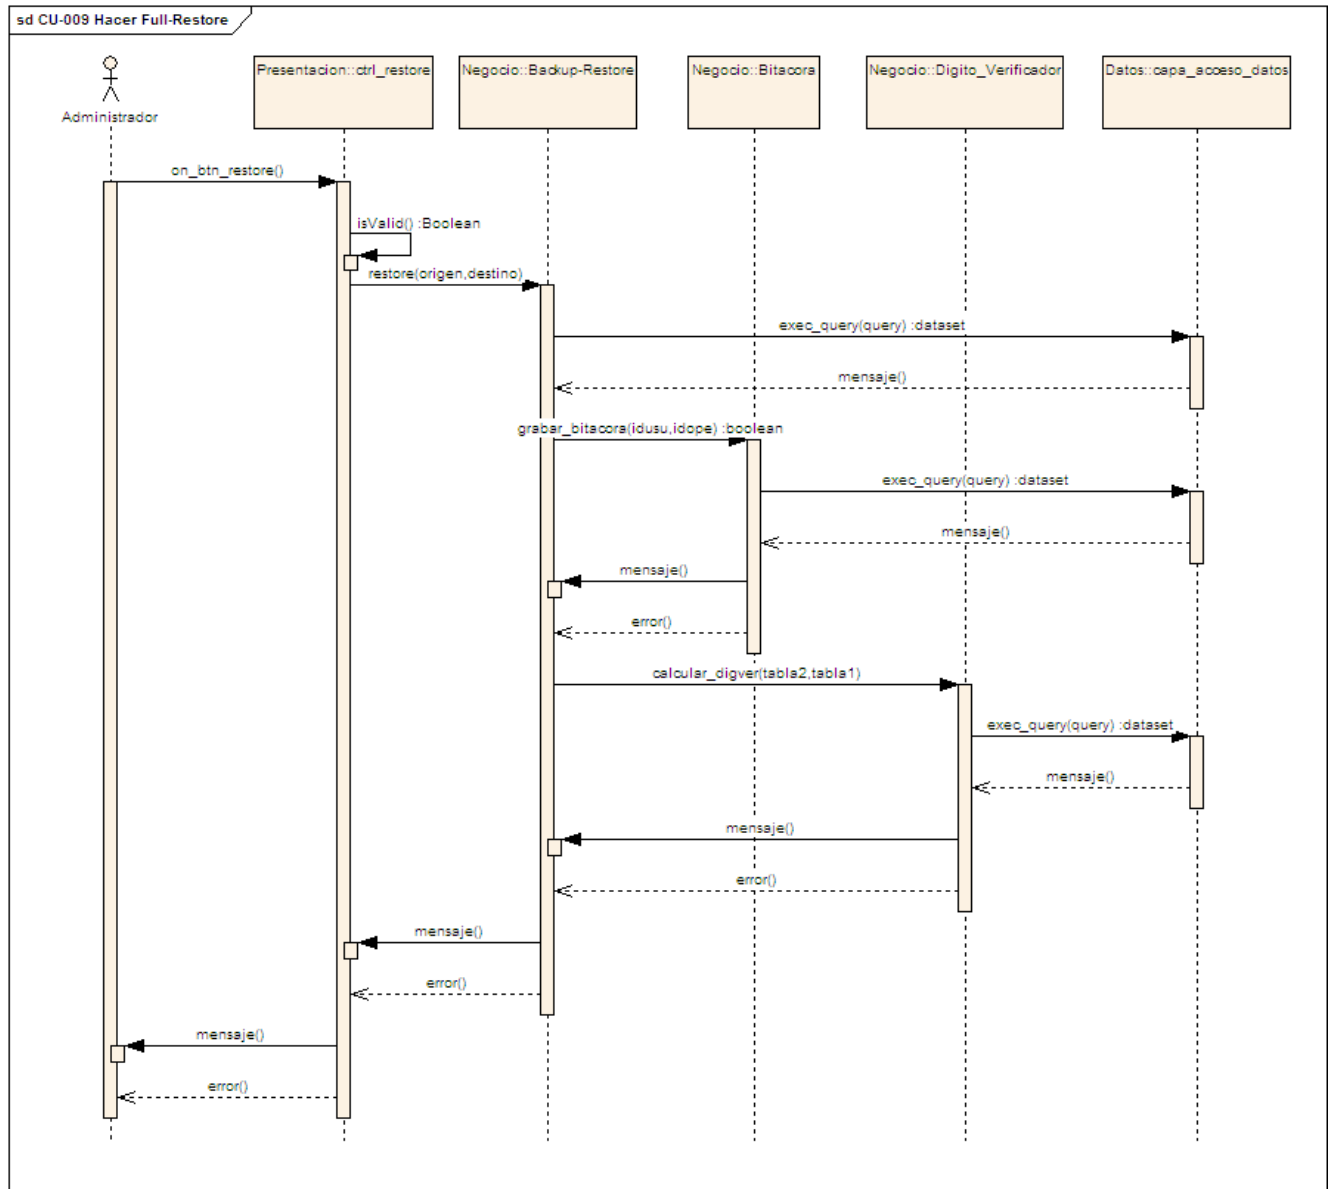 sd CU-009 Hacer Full-Restore
Administrador
Presentacion::ctrl_restore
Negocio::Backup-Restore
Negocio::Bitacora
Negocio::Digito_Verificador
Datos::capa_acceso_datos
on_btn_restore()
isValid() :Boolean
restore(origen,destino)
exec_query(query) :dataset
mensaje()
grabar_bitacora(idusu,idope) :boolean
exec_query(query) :dataset
mensaje()
mensaje()
error()
calcular_digver(tabla2,tabla1)
exec_query(query) :dataset
mensaje()
mensaje()
error()
mensaje()
error()
mensaje()
error()